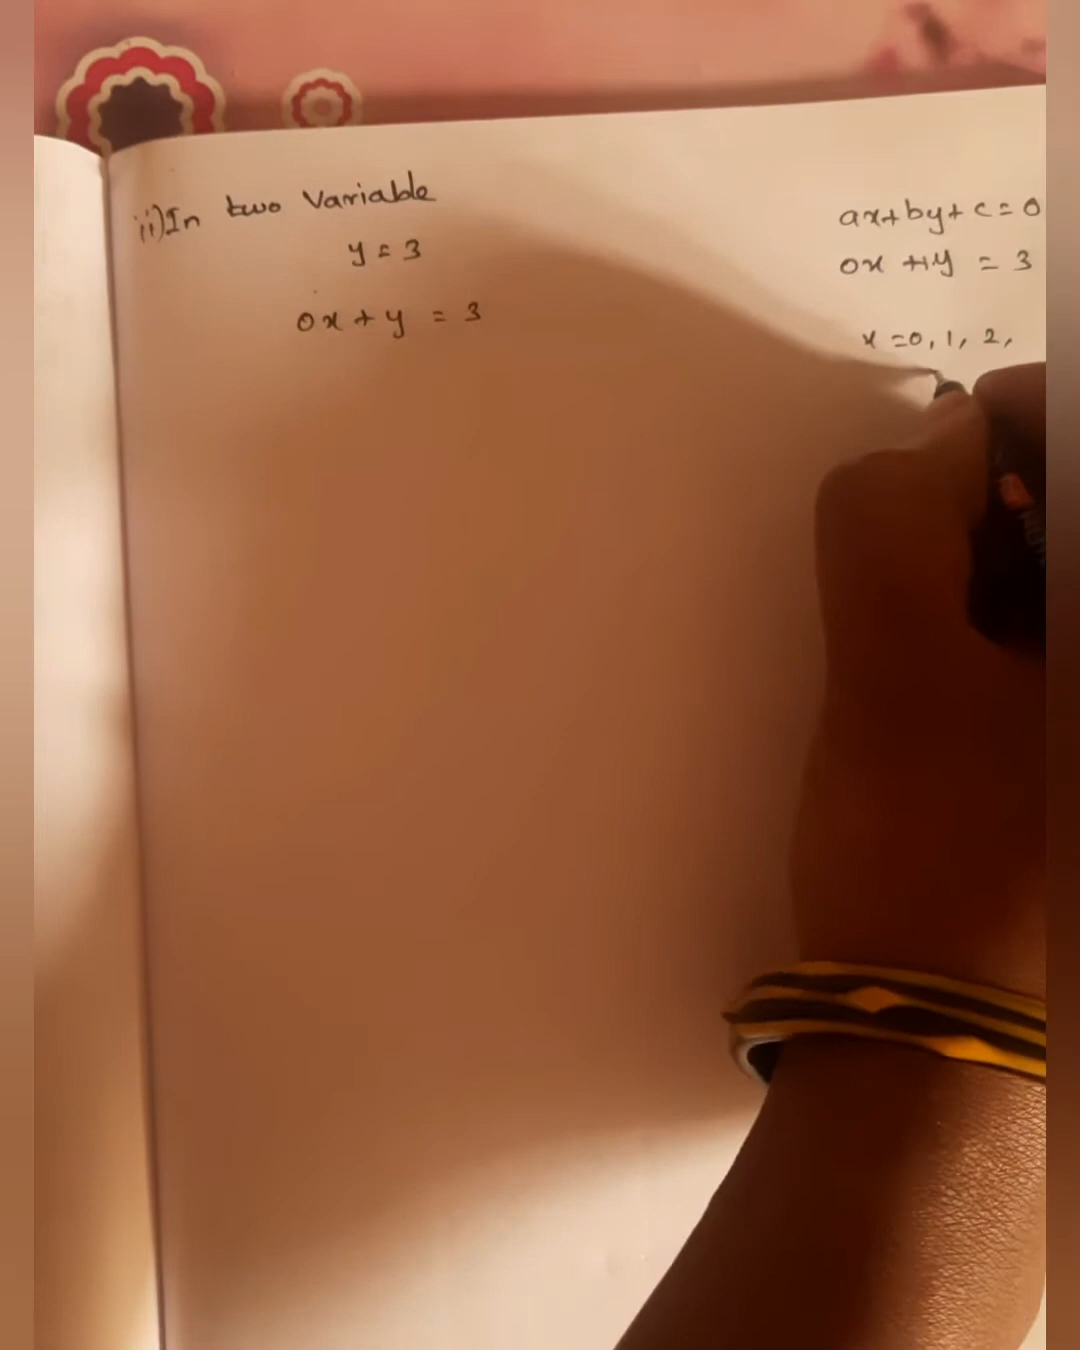 ii) In two Variable
y = 3
0x + y = 3
ax + by + c = 0
0x + 1y = 3
x = 0, 1, 2,